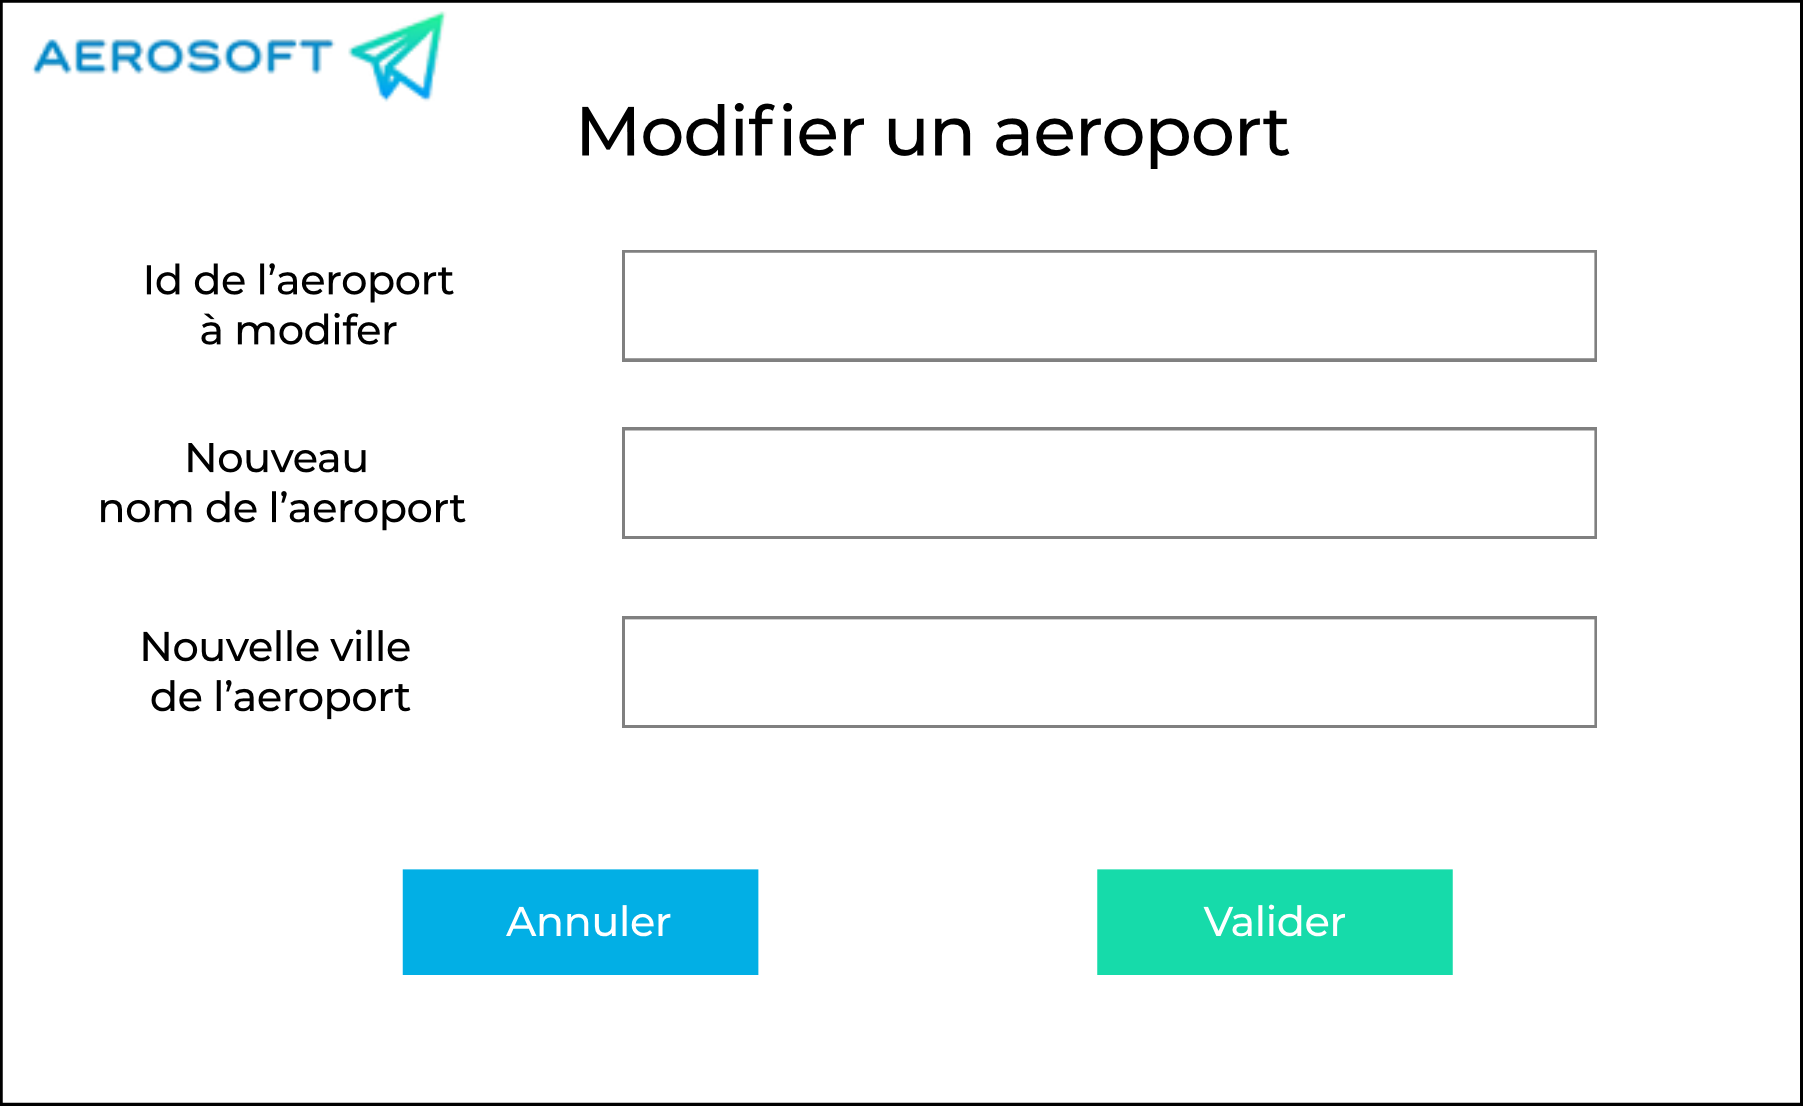 AEROSOFT
Modifier un aeroport
Id de l’aeroport
à modifer
Nouveau
nom de l’aeroport
Nouvelle ville
de l’aeroport
Annuler
Valider